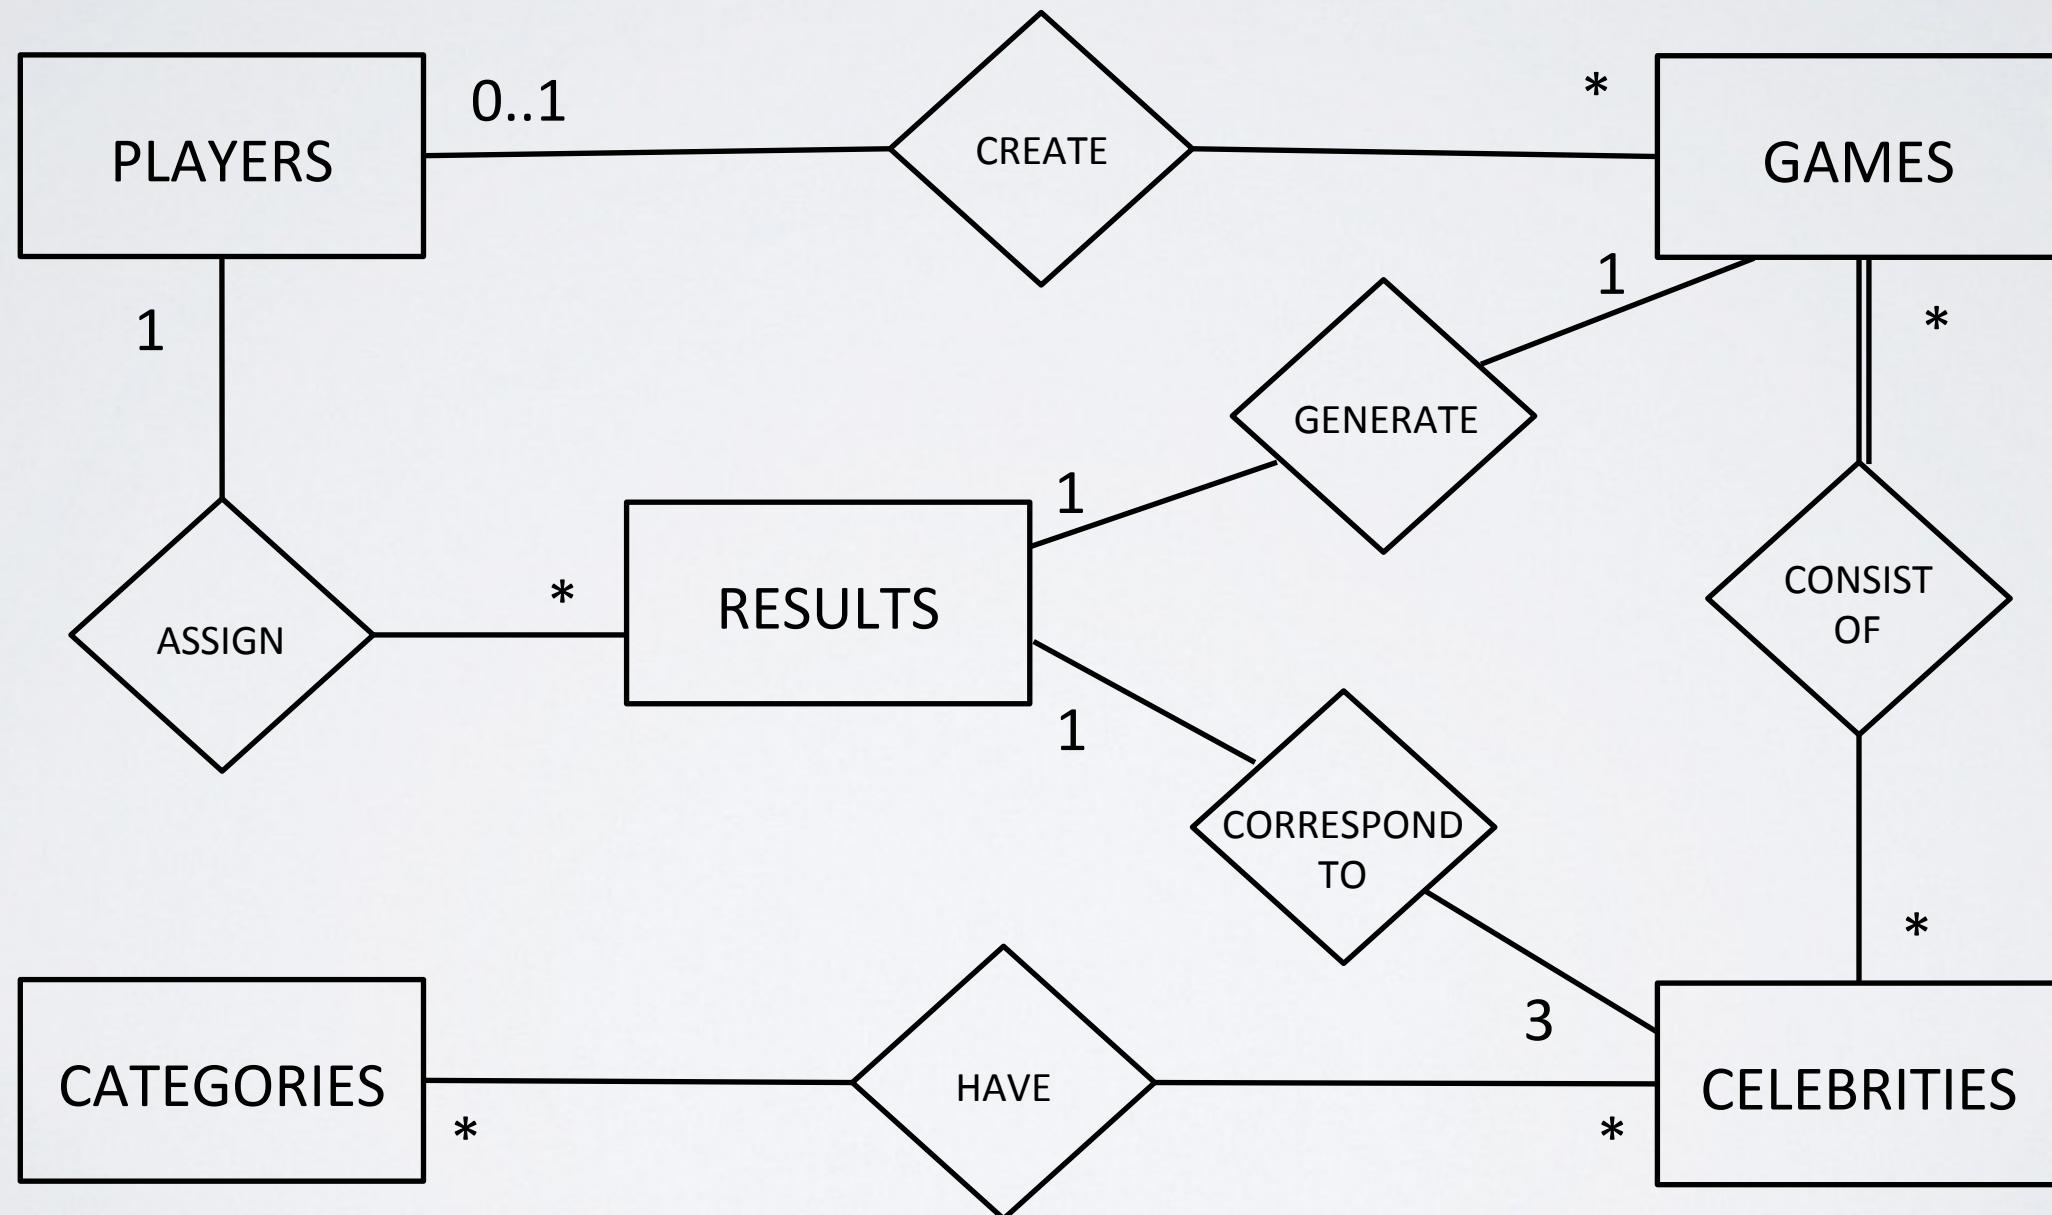 PLAYERS
0..1
CREATE
*
GAMES
1
1
*
GENERATE
1
*
CONSIST
OF
RESULTS
ASSIGN
1
CORRESPOND
TO
*
3
CATEGORIES
*
HAVE
*
CELEBRITIES